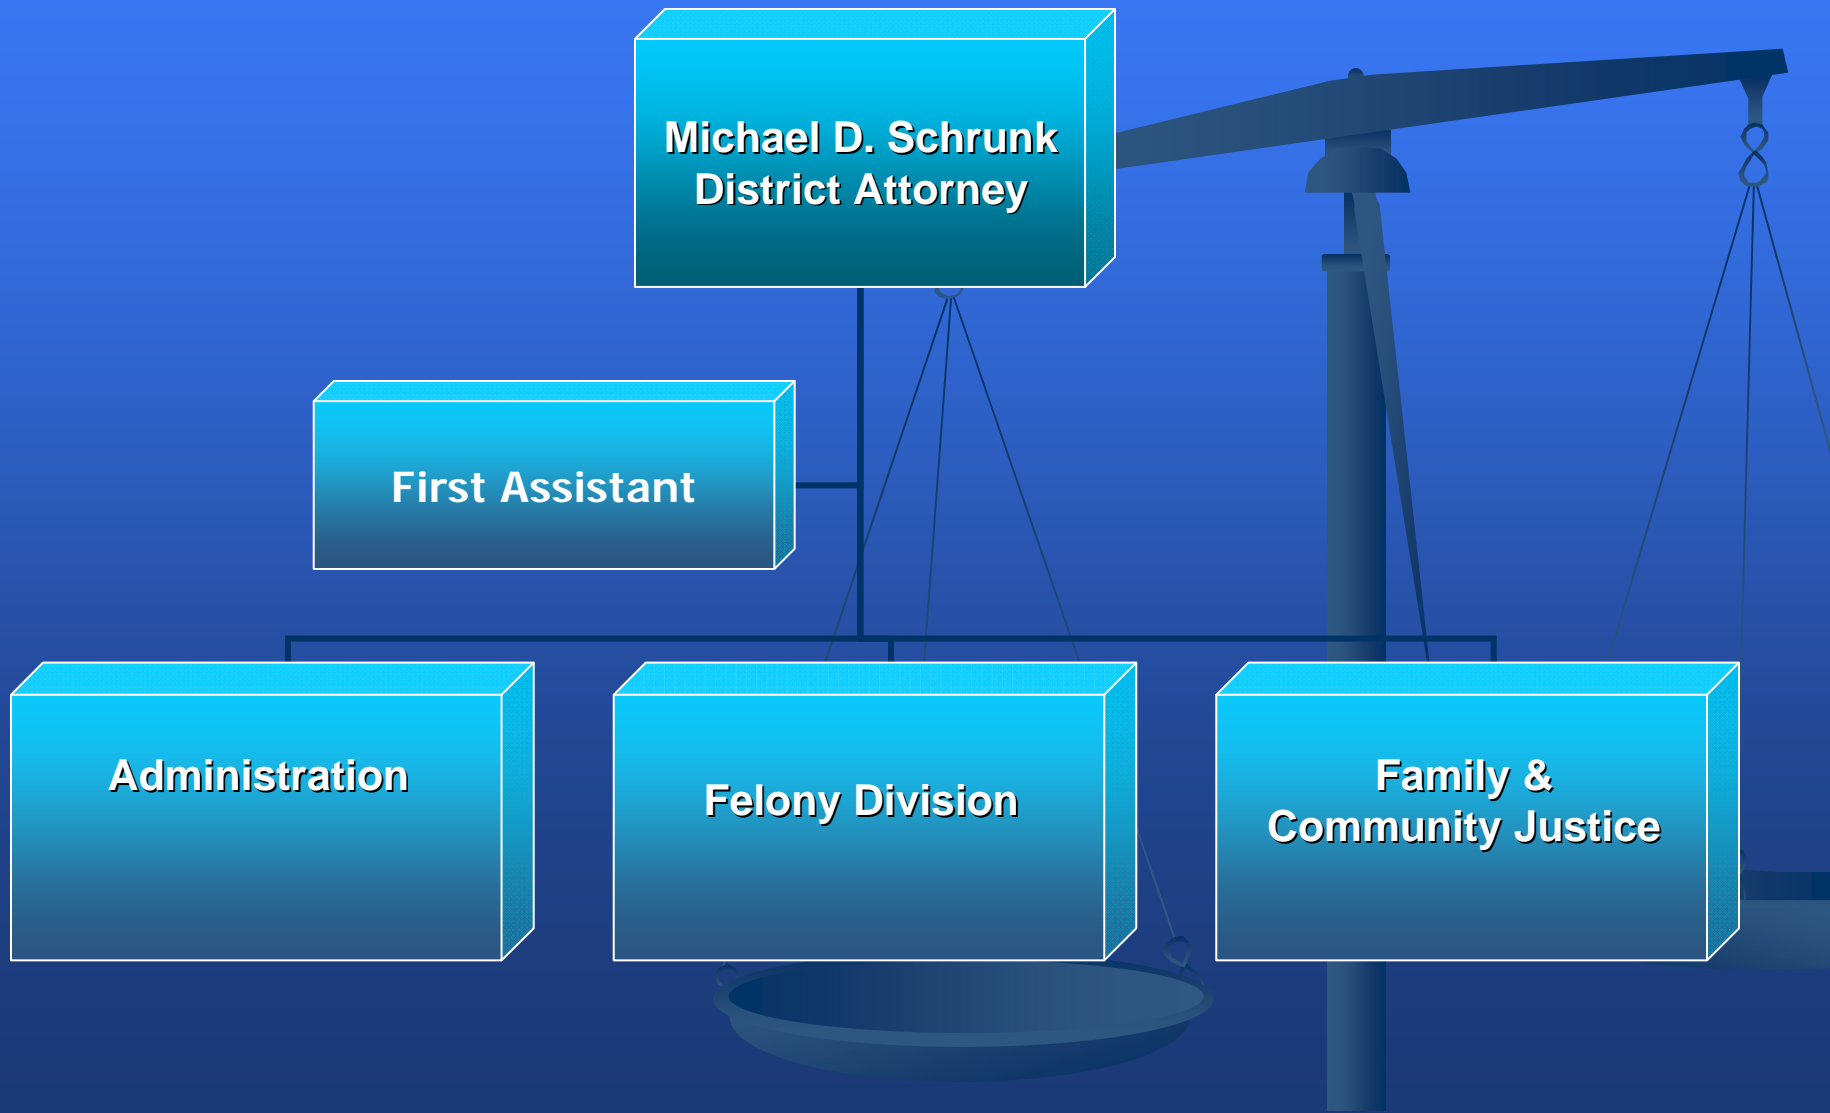 Michael D. Schrunk
District Attorney
First Assistant
Administration
Felony Division
Family &
Community Justice